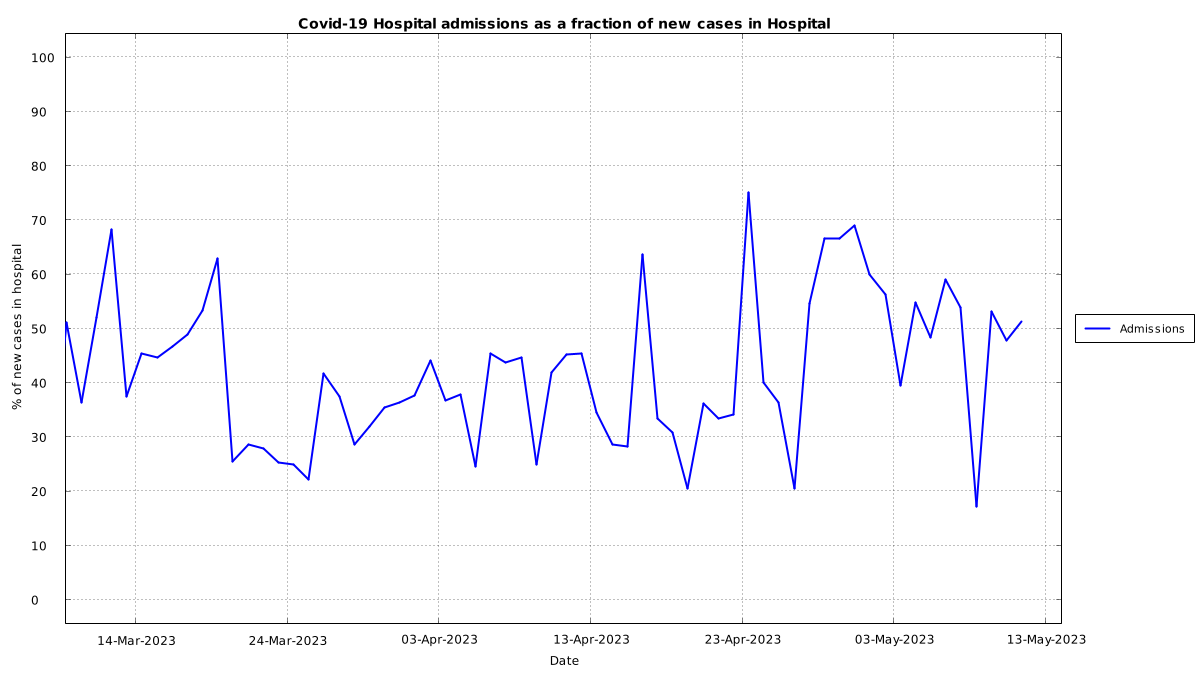 Covid-19 Hospital admissions as a fraction of new cases in Hospital
100
90
80
70
60
50
40
30
20
10
0
% of new cases in hospital
Admissions
14-Mar-2023 24-Mar-2023 03-Apr-2023 13-Apr-2023 23-Apr-2023 03-May-2023 13-May-2023
Date